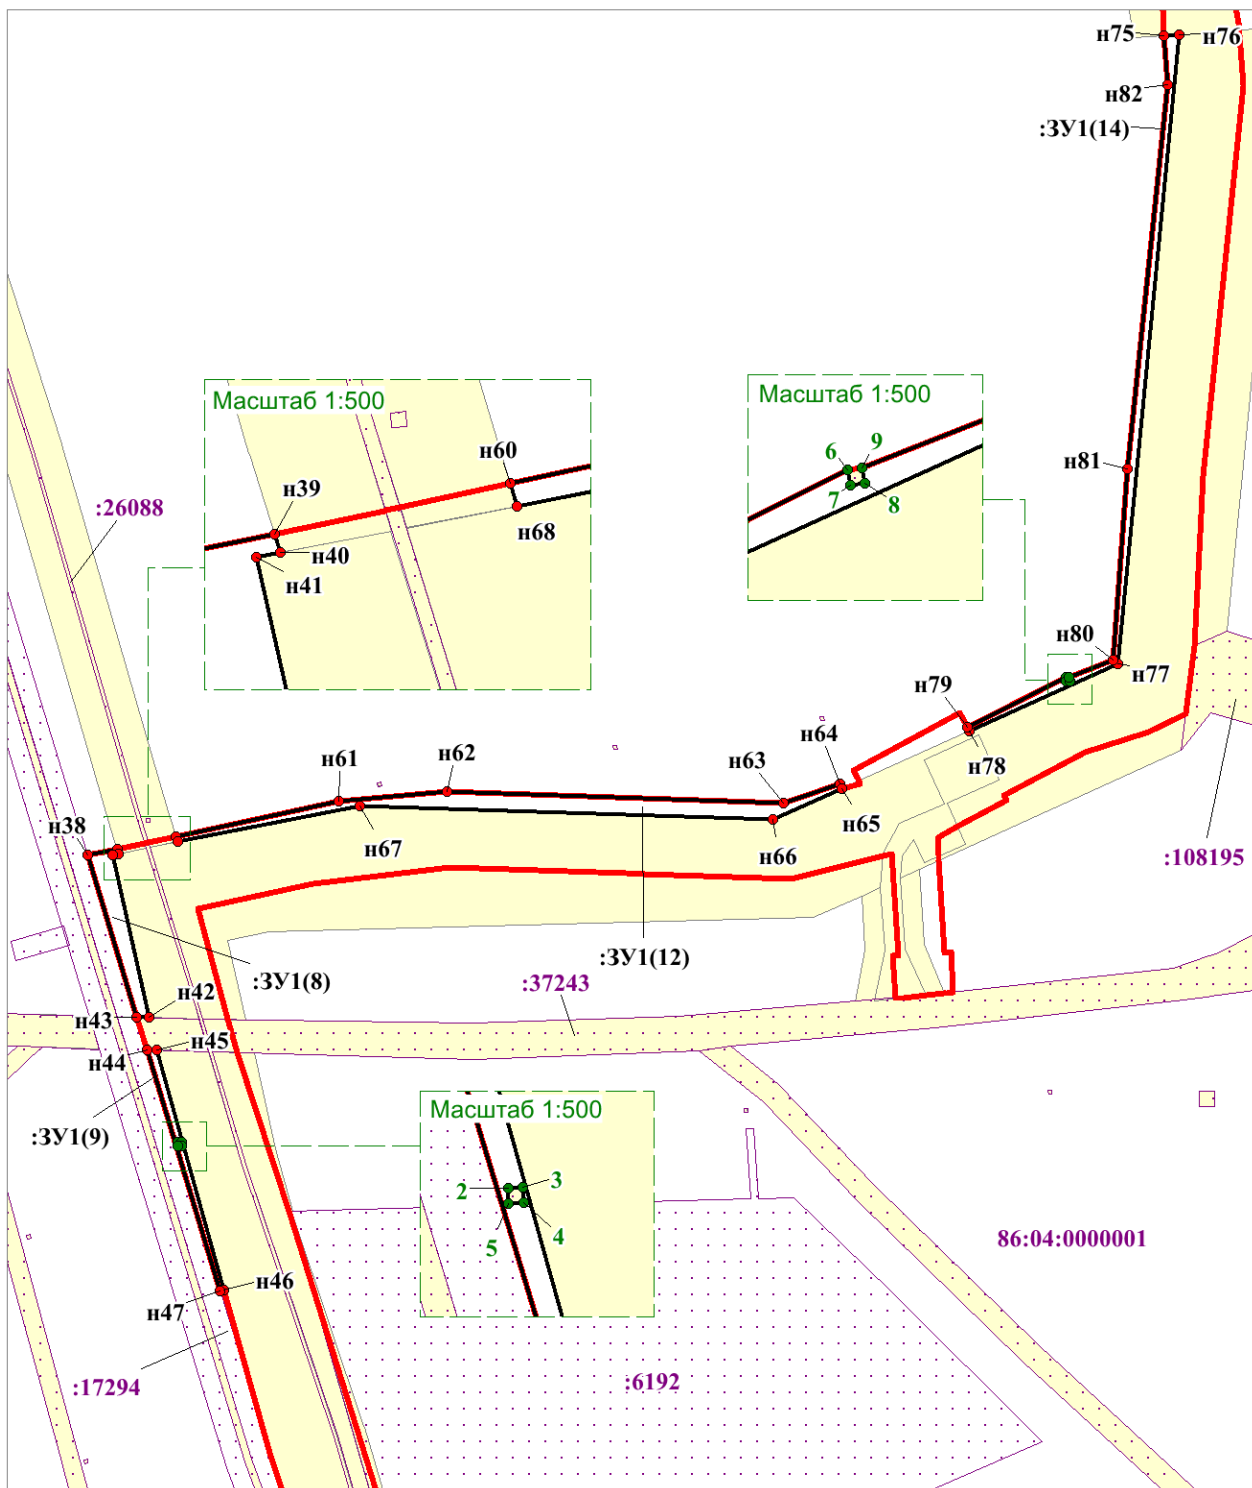 н75
н76
н82
:ЗУ1(14)
Масштаб 1:500
Масштаб 1:500
6
9
7
8
н60
н39
н68
н40
н41
:26088
н81
н80
н77
н79
н78
н64
н63
н62
н61
н65
н66
н67
н38
:108195
:ЗУ1(12)
:ЗУ1(8)
:37243
н42
н43
н45
н44
:ЗУ1(9)
Масштаб 1:500
2
3
4
5
86:04:0000001
н46
н47
:17294
:6192